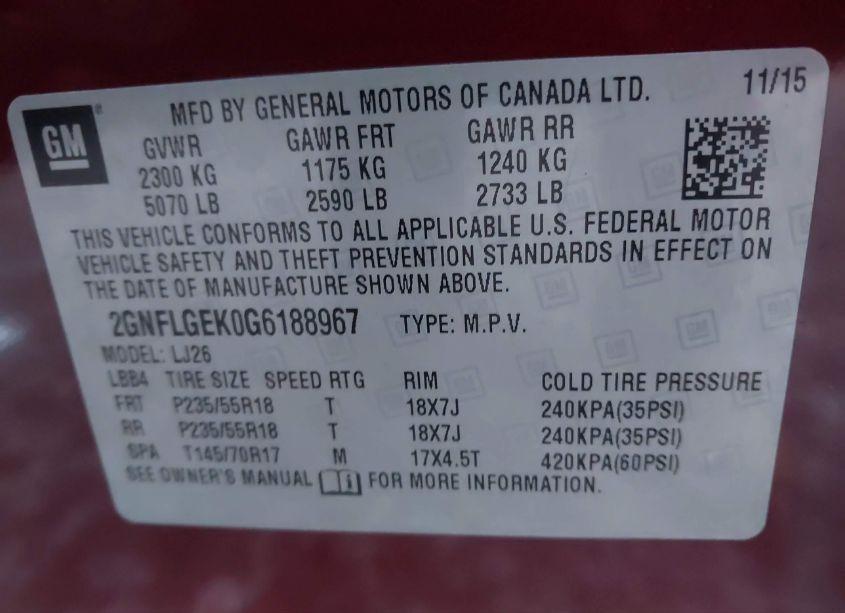 GM
MFD BY GENERAL MOTORS OF CANADA LTD. 11/15
GVWR GAWR FRT GAWR RR
2300 KG 1175 KG 1240 KG
5070 LB 2590 LB 2733 LB
THIS VEHICLE CONFORMS TO ALL APPLICABLE U.S. FEDERAL MOTOR
VEHICLE SAFETY AND THEFT PREVENTION STANDARDS IN EFFECT ON
THE DATE OF MANUFACTURE SHOWN ABOVE.
2GNFLGEK0G6188967 TYPE: M.P.V.
MODEL: LJ26
LBB4 TIRE SIZE SPEED RTG RIM COLD TIRE PRESSURE
FRT P235/55R18 T 18X7J 240KPA(35PSI)
RR P235/55R18 T 18X7J 240KPA(35PSI)
SPA T145/70R17 M 17X4.5T 420KPA(60PSI)
SEE OWNER'S MANUAL i FOR MORE INFORMATION.